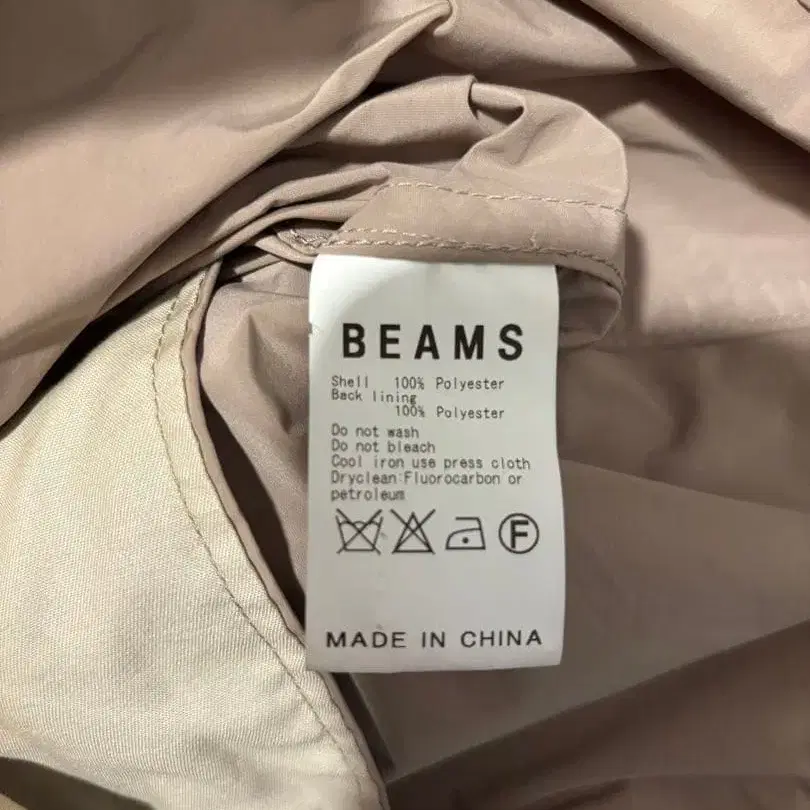 BEAMS
Shell 100% Polyester
Back lining
100% Polyester
Do not wash
Do not bleach
Cool iron use press cloth
Dryclean:Fluorocarbon or
petroleum
F
MADE IN CHINA